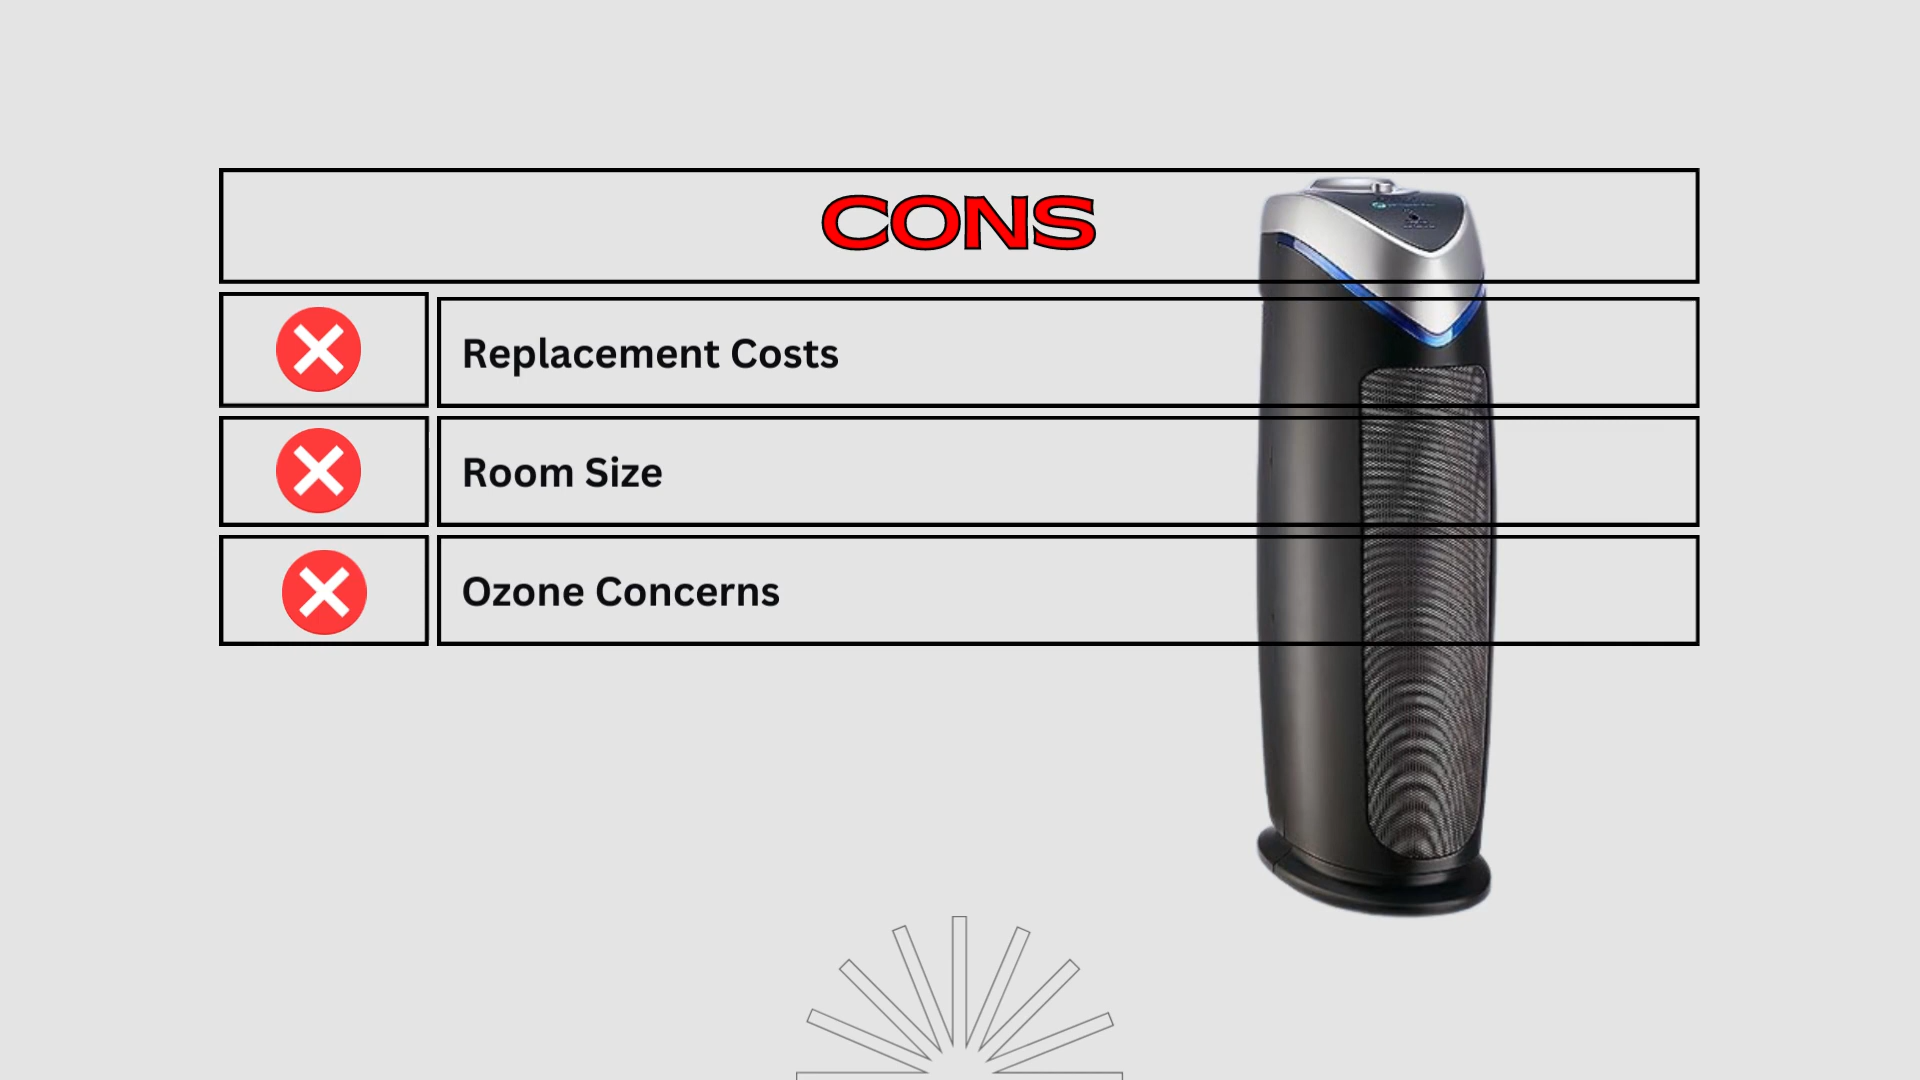 CONS
Replacement Costs
Room Size
Ozone Concerns